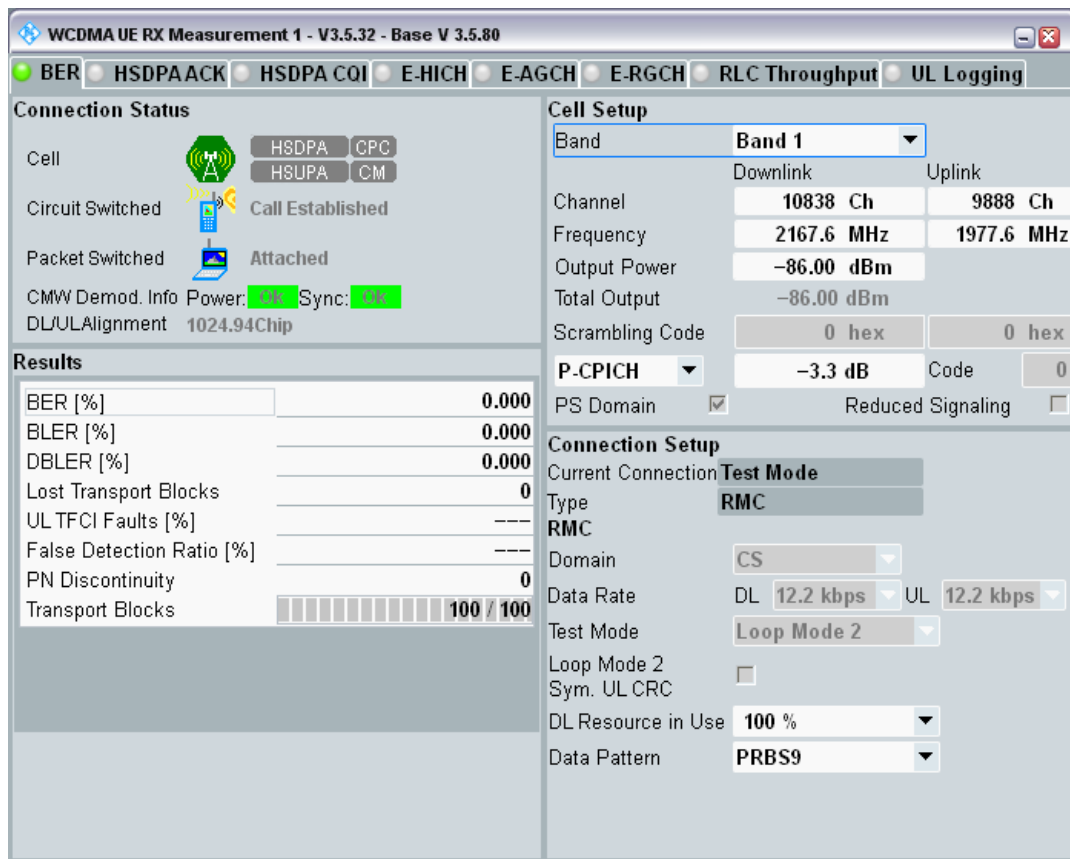 WCDMA UE RX Measurement 1 - V3.5.32 - Base V 3.5.80
BER HSDPA ACK HSDPA CQI E-HICH E-AGCH E-RGCH RLC Throughput UL Logging
Connection Status
Cell HSDPA CPC
HSUPA CM
Circuit Switched Call Established
Packet Switched Attached
CMW Demod. Info Power: Ok Sync: Ok
DL/ULAlignment 1024.94Chip
Results
BER [%] 0.000
BLER [%] 0.000
DBLER [%] 0.000
Lost Transport Blocks 0
UL TFCI Faults [%] ---
False Detection Ratio [%] ---
PN Discontinuity 0
Transport Blocks 100 / 100
Cell Setup
Band Band 1
Downlink Uplink
Channel 10838 Ch 9888 Ch
Frequency 2167.6 MHz 1977.6 MHz
Output Power -86.00 dBm
Total Output -86.00 dBm
Scrambling Code 0 hex 0 hex
P-CPICH -3.3 dB Code 0
PS Domain Reduced Signaling
Connection Setup
Current Connection Test Mode
Type RMC
RMC
Domain CS
Data Rate DL 12.2 kbps UL 12.2 kbps
Test Mode Loop Mode 2
Loop Mode 2
Sym. UL CRC
DL Resource in Use 100 %
Data Pattern PRBS9